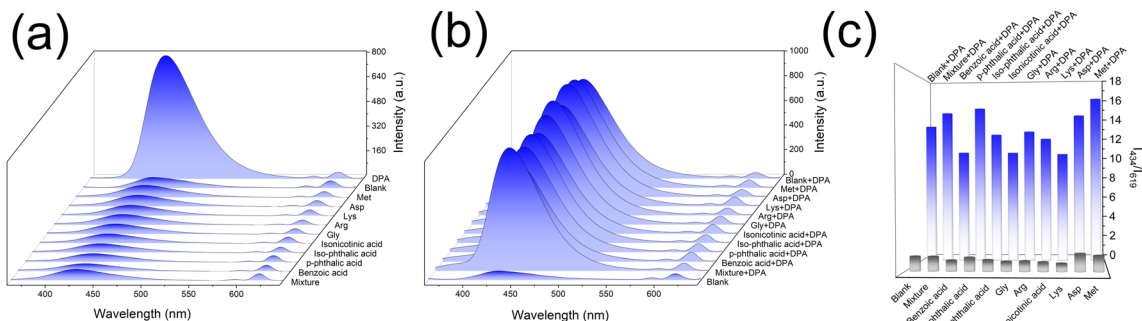 (a)
800
640
480
320
160
Intensity (a.u.)
DPA
Blank
Met
Asp
Lys
Arg
Gly
Isonicotinic acid
Iso-phthalic acid
p-phthalic acid
Benzoic acid
Mixture
400 450 500 550 600
Wavelength (nm)
(b)
1000
800
600
400
200
0
Intensity (a.u.)
Blank+DPA
Met+DPA
Asp+DPA
Lys+DPA
Arg+DPA
Gly+DPA
Isonicotinic acid+DPA
Iso-phthalic acid+DPA
p-phthalic acid+DPA
Benzoic acid+DPA
Mixture+DPA
Blank
400 450 500 550 600
Wavelength (nm)
(c)
Blank+DPA
Mixture+DPA
Benzoic acid+DPA
p-phthalic acid+DPA
Iso-phthalic acid+DPA
Isonicotinic acid+DPA
Gly+DPA
Arg+DPA
Lys+DPA
Asp+DPA
Met+DPA
18
16
14
12
10
8
6
4
2
0
I434/I619
Blank
Mixture
Benzoic acid
phthalic acid
phthalic acid
Gly
Arg
nicotinic acid
Lys
Asp
Met